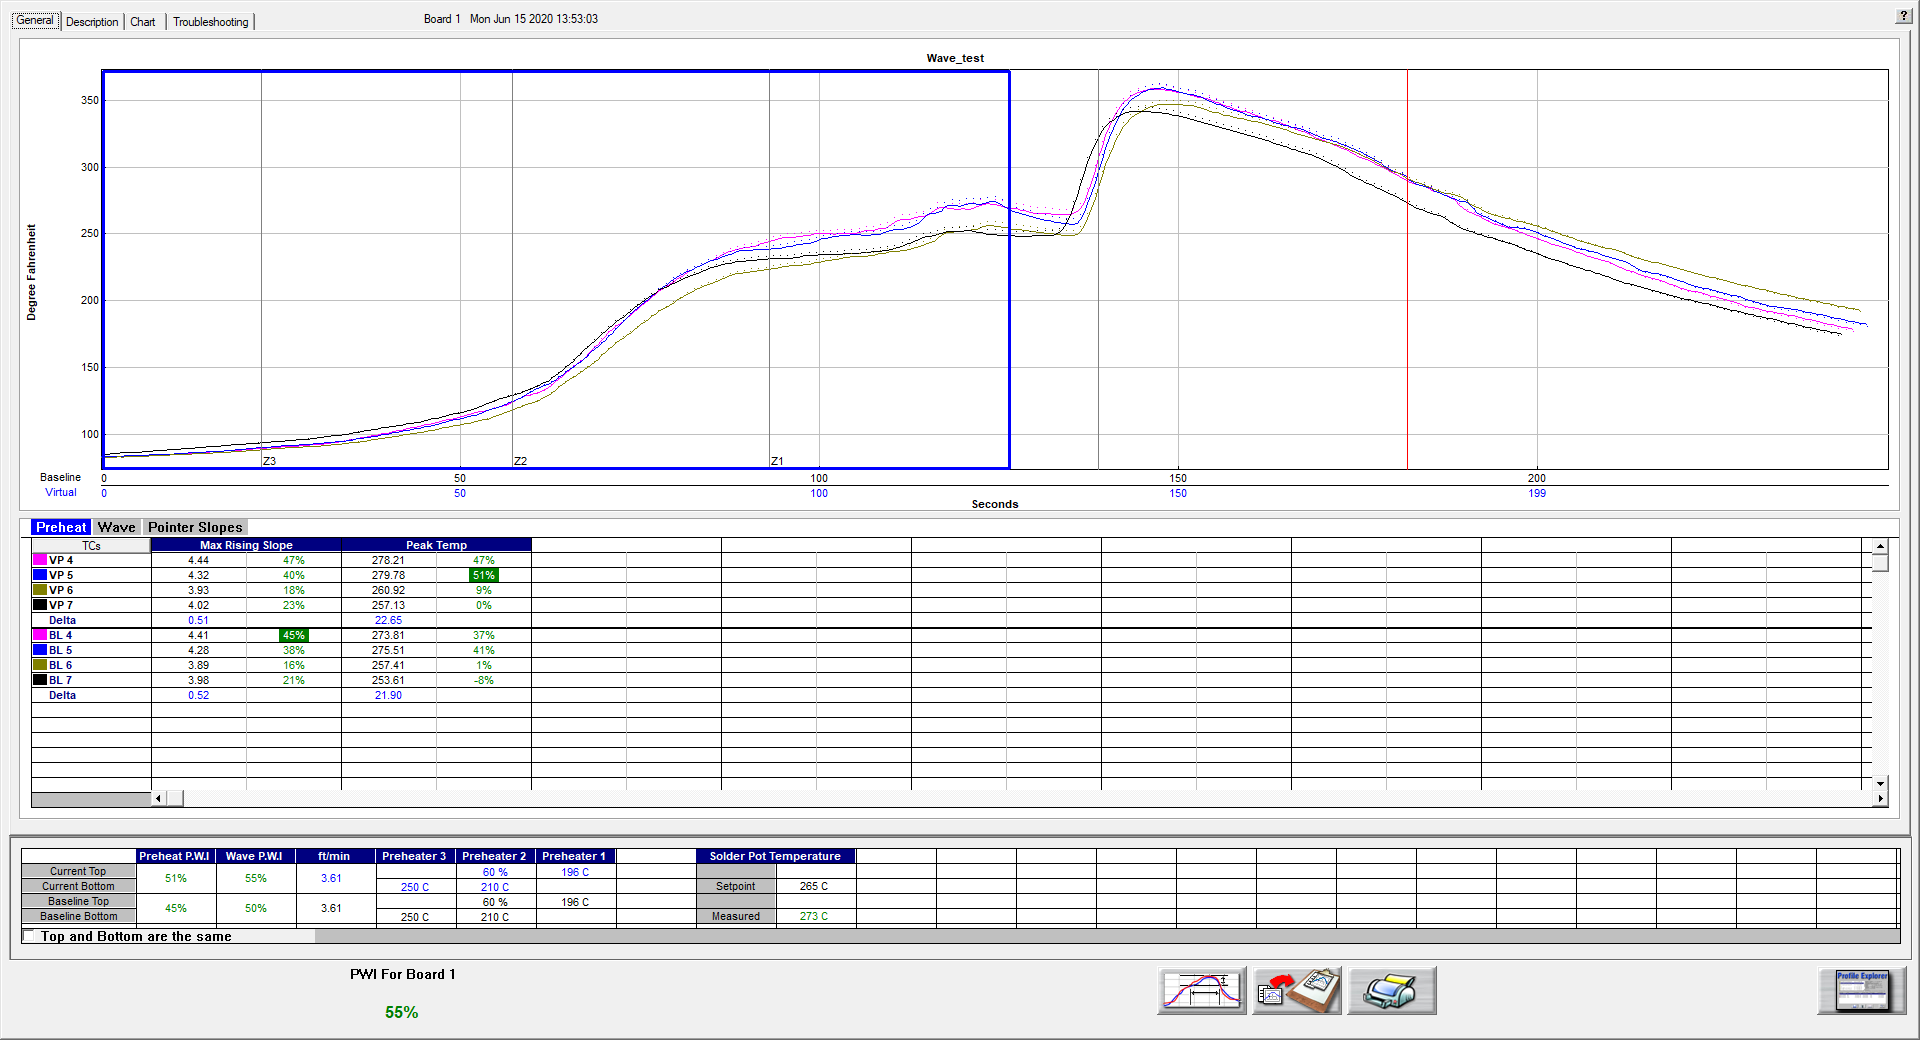 General Description Chart Troubleshooting Board 1 Mon Jun 15 2020 13:53:03 ?
Wave_test
350
300
250
200
150
100
Degree Fahrenheit
Z3 Z2 Z1
Baseline 0 50 100 150 200
Virtual 0 50 100 150 199
Seconds
Preheat Wave Pointer Slopes
TCs Max Rising Slope Peak Temp
VP 4 4.44 47% 278.21 47%
VP 5 4.32 40% 279.78 51%
VP 6 3.93 18% 260.92 9%
VP 7 4.02 23% 257.13 0%
Delta 0.51 22.65
BL 4 4.41 45% 273.81 37%
BL 5 4.28 38% 275.51 41%
BL 6 3.89 16% 257.41 1%
BL 7 3.98 21% 253.61 -8%
Delta 0.52 21.90
Preheat P.W.I Wave P.W.I ft/min Preheater 3 Preheater 2 Preheater 1 Solder Pot Temperature
Current Top 51% 55% 3.61 60 % 196 C
Current Bottom 250 C 210 C Setpoint 265 C
Baseline Top 45% 50% 3.61 60 % 196 C
Baseline Bottom 250 C 210 C Measured 273 C
Top and Bottom are the same
PWI For Board 1
55%
Profile Explorer